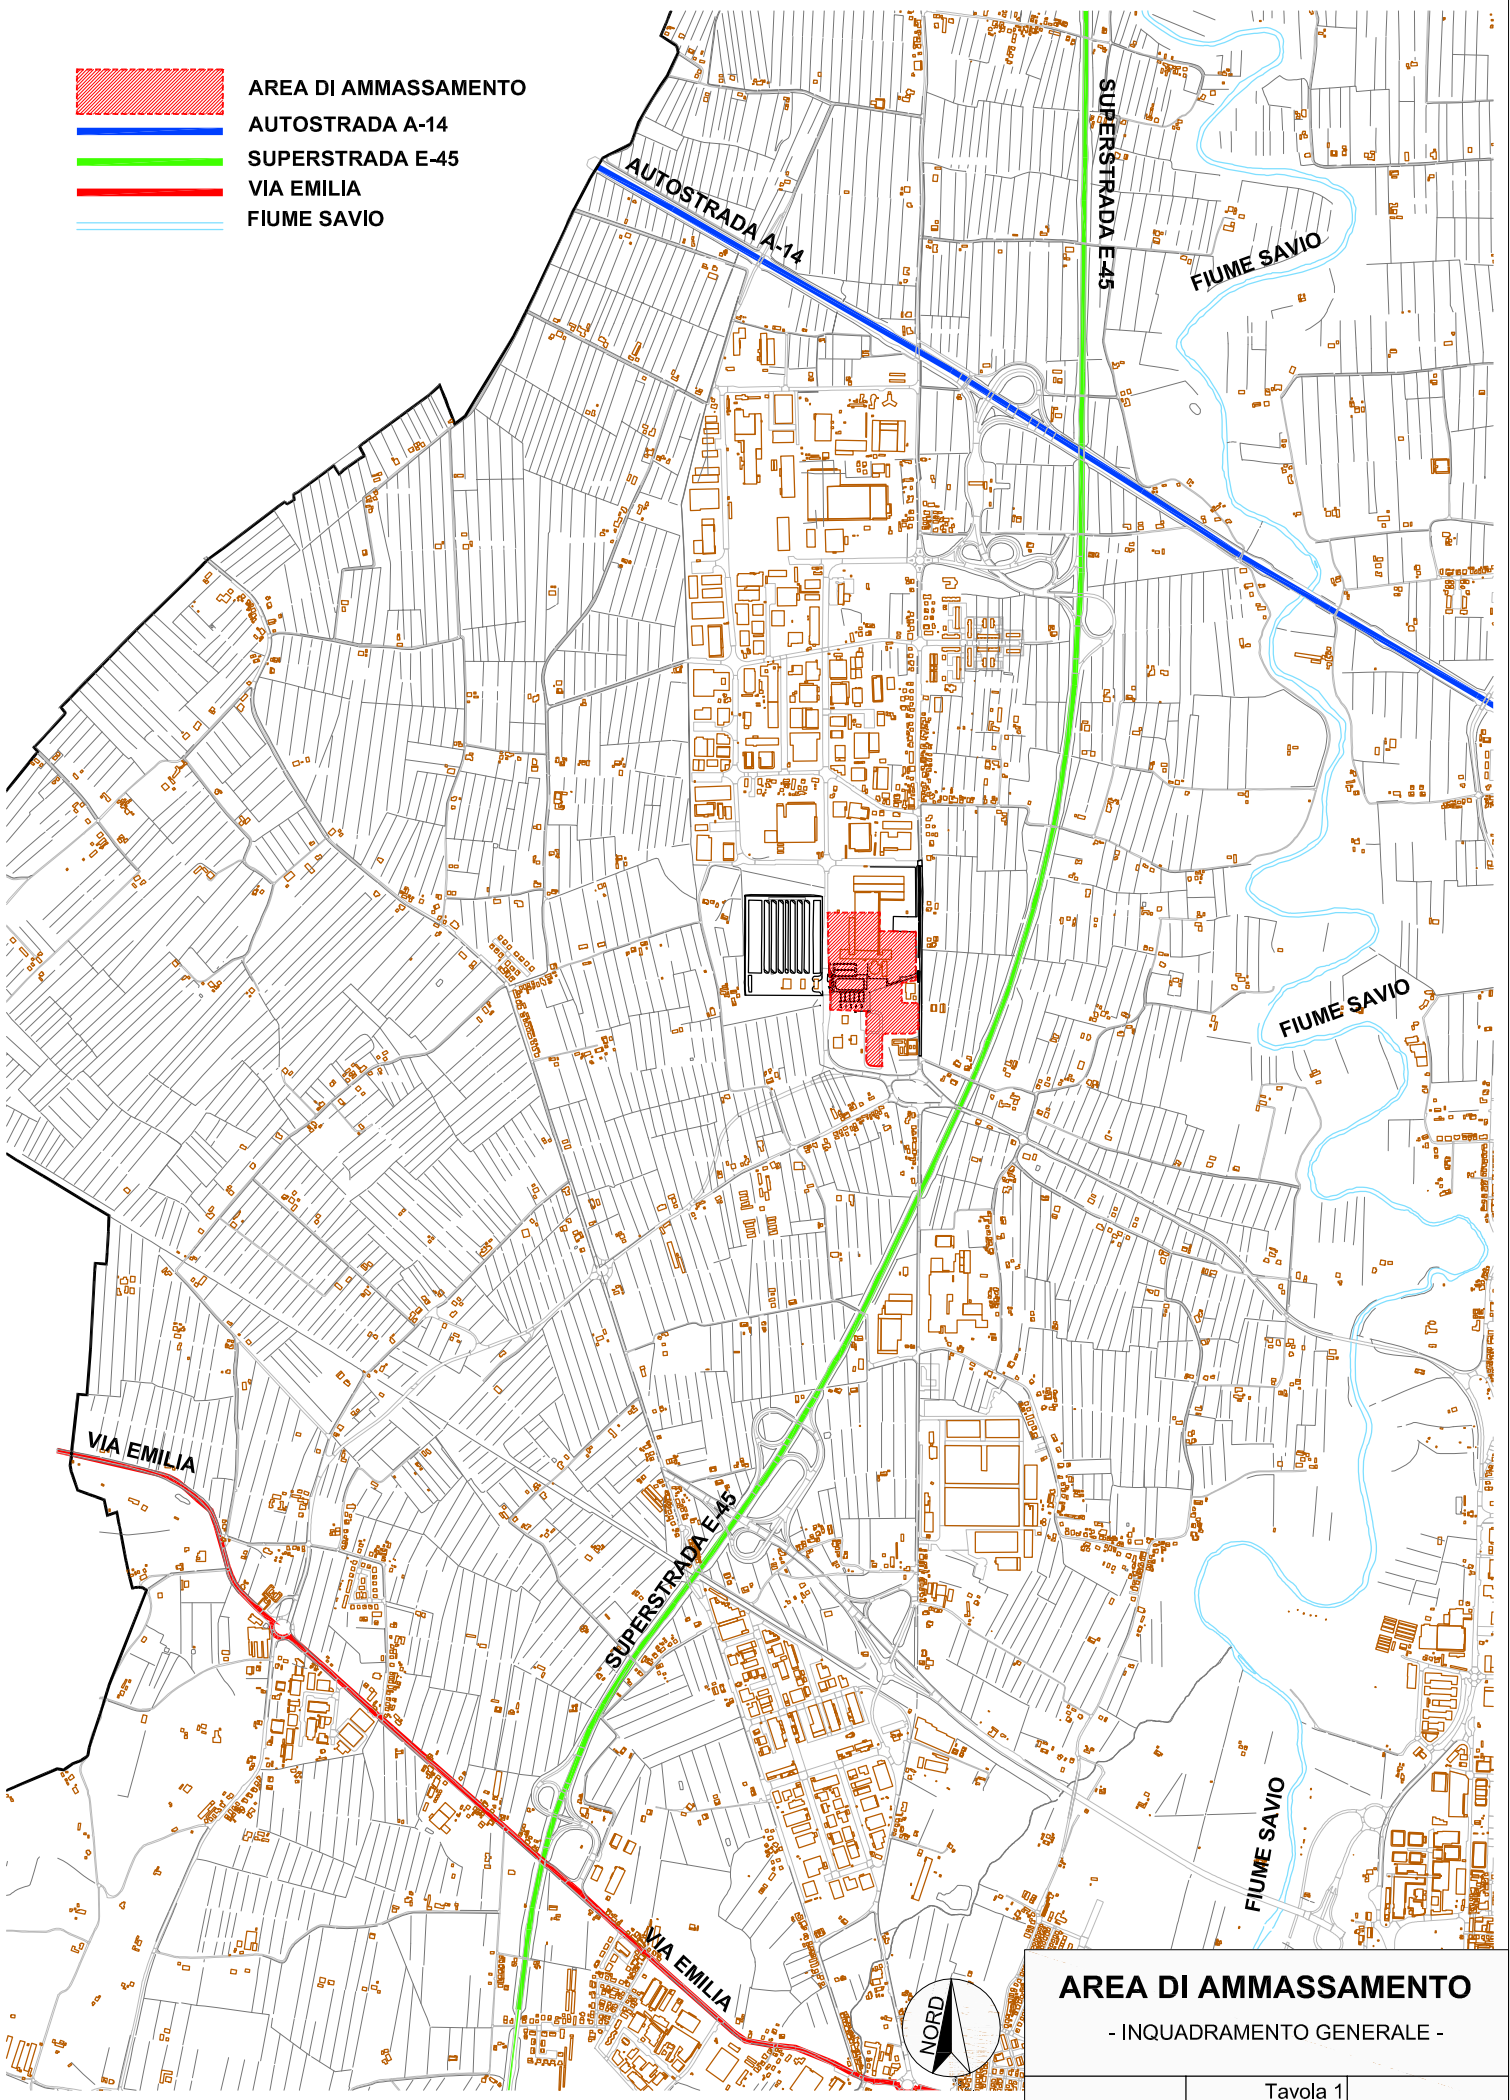 AREA DI AMMASSAMENTO
AUTOSTRADA A-14
SUPERSTRADA E-45
VIA EMILIA
FIUME SAVIO
SUPERSTRADA E-45
AUTOSTRADA A-14
FIUME SAVIO
FIUME SAVIO
VIA EMILIA
SUPERSTRADA E-45
FIUME SAVIO
VIA EMILIA
NORD
AREA DI AMMASSAMENTO
- INQUADRAMENTO GENERALE -
Tavola 1